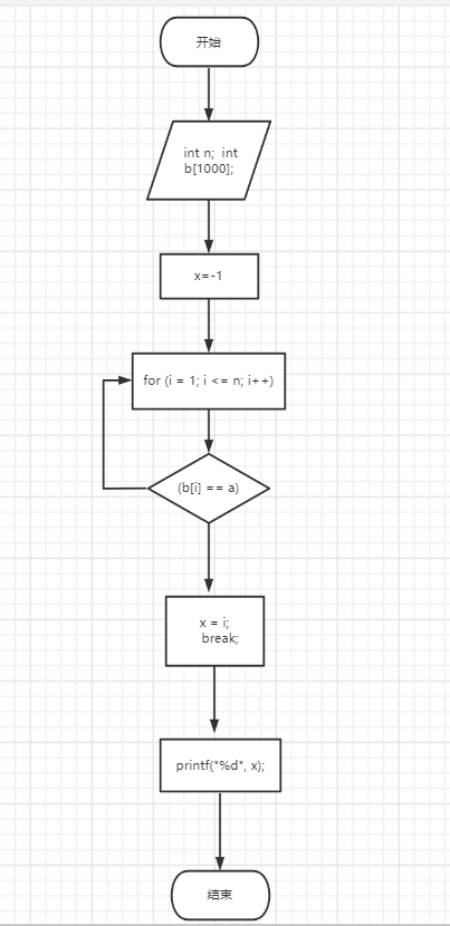 开始
int n;  int
b[1000];
x=-1
for (i = 1; i <= n; i++)
(b[i] == a)
x = i;
break;
printf("%d", x);
结束